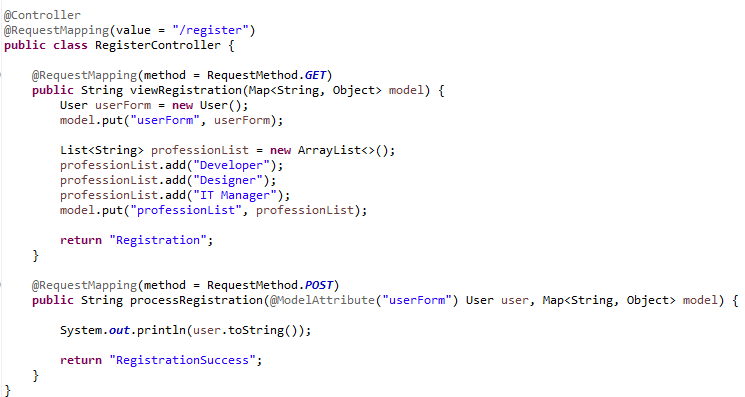 @Controller
@RequestMapping(value = "/register")
public class RegisterController {
@RequestMapping(method = RequestMethod.GET)
public String viewRegistration(Map<String, Object> model) {
User userForm = new User();
model.put("userForm", userForm);
List<String> professionList = new ArrayList<>();
professionList.add("Developer");
professionList.add("Designer");
professionList.add("IT Manager");
model.put("professionList", professionList);
return "Registration";
}
@RequestMapping(method = RequestMethod.POST)
public String processRegistration(@ModelAttribute("userForm") User user, Map<String, Object> model) {
System.out.println(user.toString());
return "RegistrationSuccess";
}
}